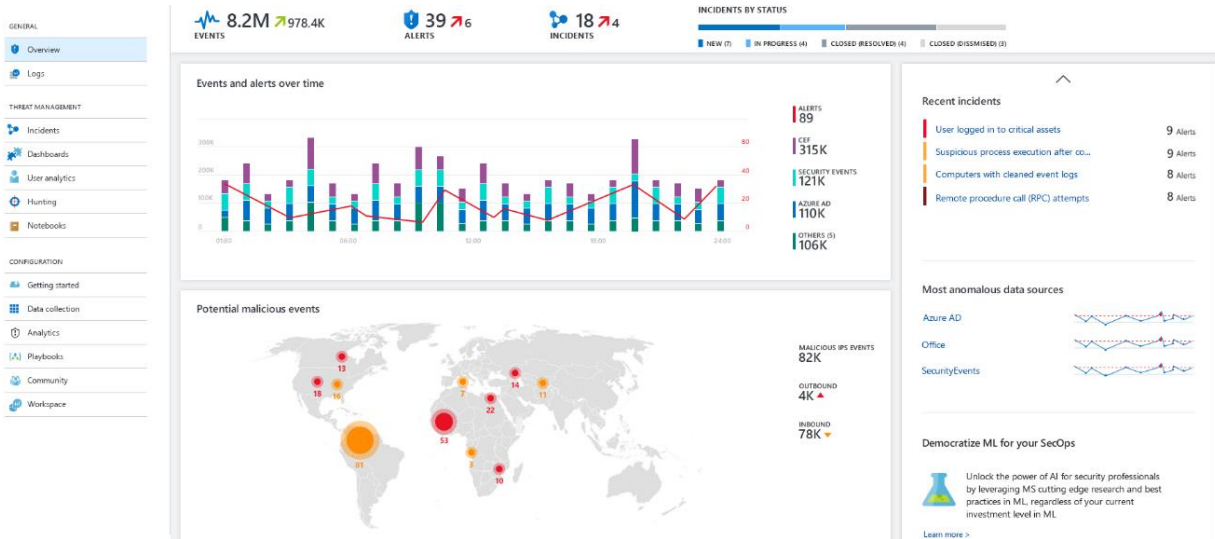 GENERAL
Overview
Logs
THREAT MANAGEMENT
Incidents
Dashboards
User analytics
Hunting
Notebooks
CONFIGURATION
Getting started
Data collection
Analytics
Playbooks
Community
Workspace
8.2M 978.4K
EVENTS
39 6
ALERTS
18 4
INCIDENTS
INCIDENTS BY STATUS
NEW (7) IN PROGRESS (4) CLOSED (RESOLVED) (4) CLOSED (DISSMISED) (3)
Events and alerts over time
300K
200K
100K
0
60
40
20
0
01:00 06:00 12:00 18:00 24:00
ALERTS
89
CEF
315K
SECURITY EVENTS
121K
AZURE AD
110K
OTHERS (5)
106K
Potential malicious events
13
18
16
7
14
11
22
53
81
3
10
MALICIOUS IPS EVENTS
82K
OUTBOUND
4K
INBOUND
78K
Recent incidents
User logged in to critical assets 9 Alerts
Suspicious process execution after co... 9 Alerts
Computers with cleaned event logs 8 Alerts
Remote procedure call (RPC) attempts 8 Alerts
Most anomalous data sources
Azure AD
Office
SecurityEvents
Democratize ML for your SecOps
Unlock the power of AI for security professionals
by leveraging MS cutting edge research and best
practices in ML, regardless of your current
investment level in ML
Learn more >